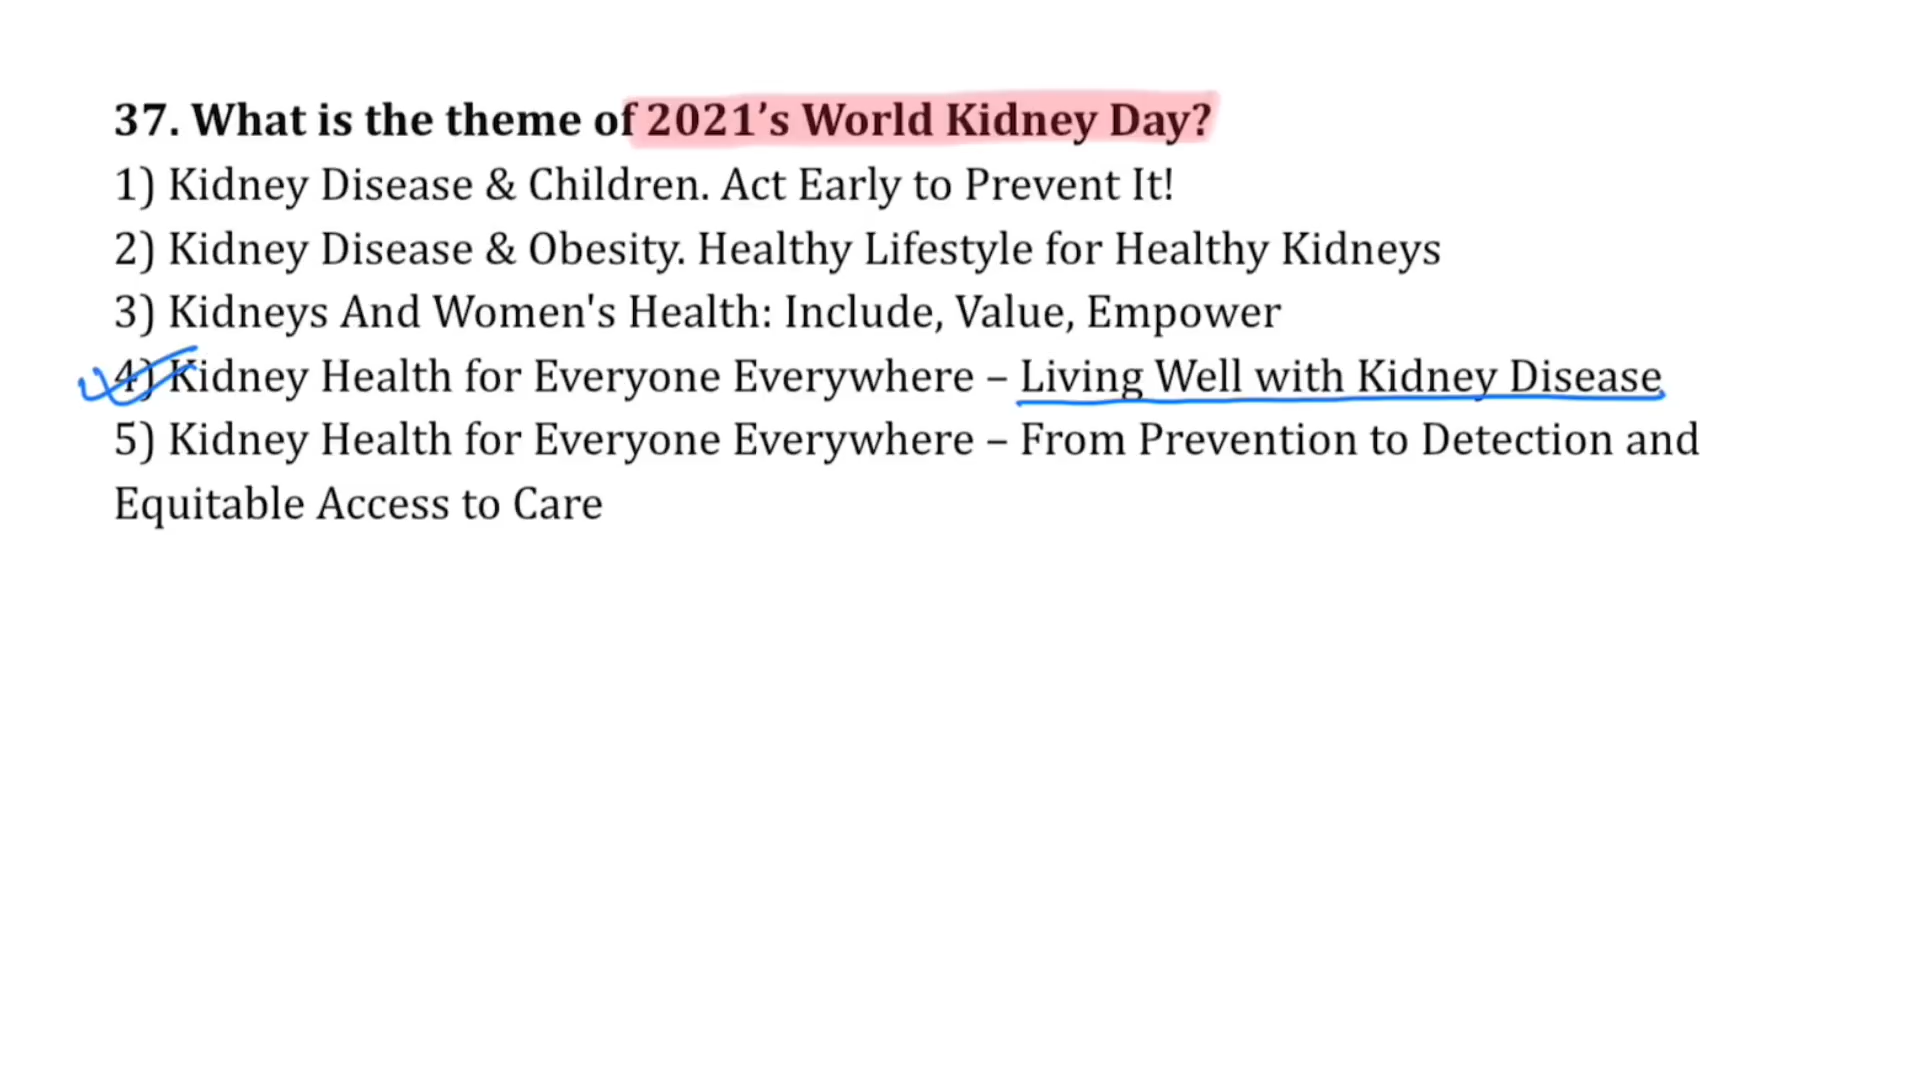 37. What is the theme of 2021’s World Kidney Day?
1) Kidney Disease & Children. Act Early to Prevent It!
2) Kidney Disease & Obesity. Healthy Lifestyle for Healthy Kidneys
3) Kidneys And Women's Health: Include, Value, Empower
4) Kidney Health for Everyone Everywhere – Living Well with Kidney Disease
5) Kidney Health for Everyone Everywhere – From Prevention to Detection and
Equitable Access to Care